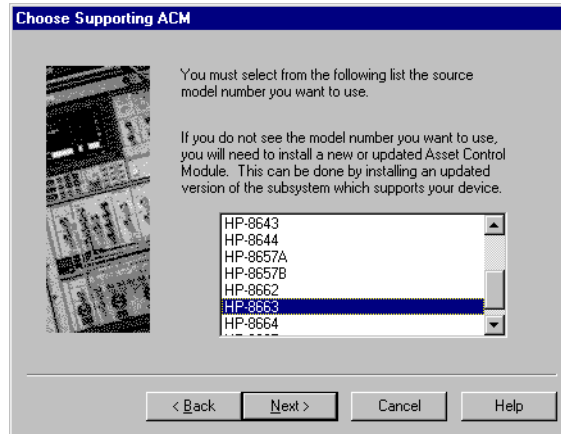 Choose Supporting ACM
You must select from the following list the source
model number you want to use.
If you do not see the model number you want to use,
you will need to install a new or updated Asset Control
Module.  This can be done by installing an updated
version of the subsystem which supports your device.
HP-8643
HP-8644
HP-8657A
HP-8657B
HP-8662
HP-8663
HP-8664
< Back
Next >
Cancel
Help